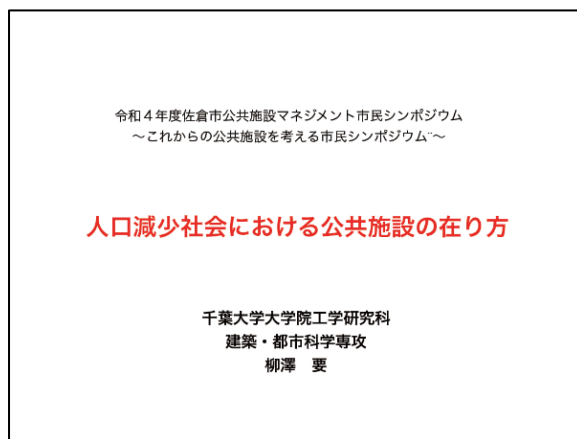 令和４年度佐倉市公共施設マネジメント市民シンポジウム
〜これからの公共施設を考える市民シンポジウム¨〜
人口減少社会における公共施設の在り方
千葉大学大学院工学研究科
建築・都市科学専攻
柳澤　要